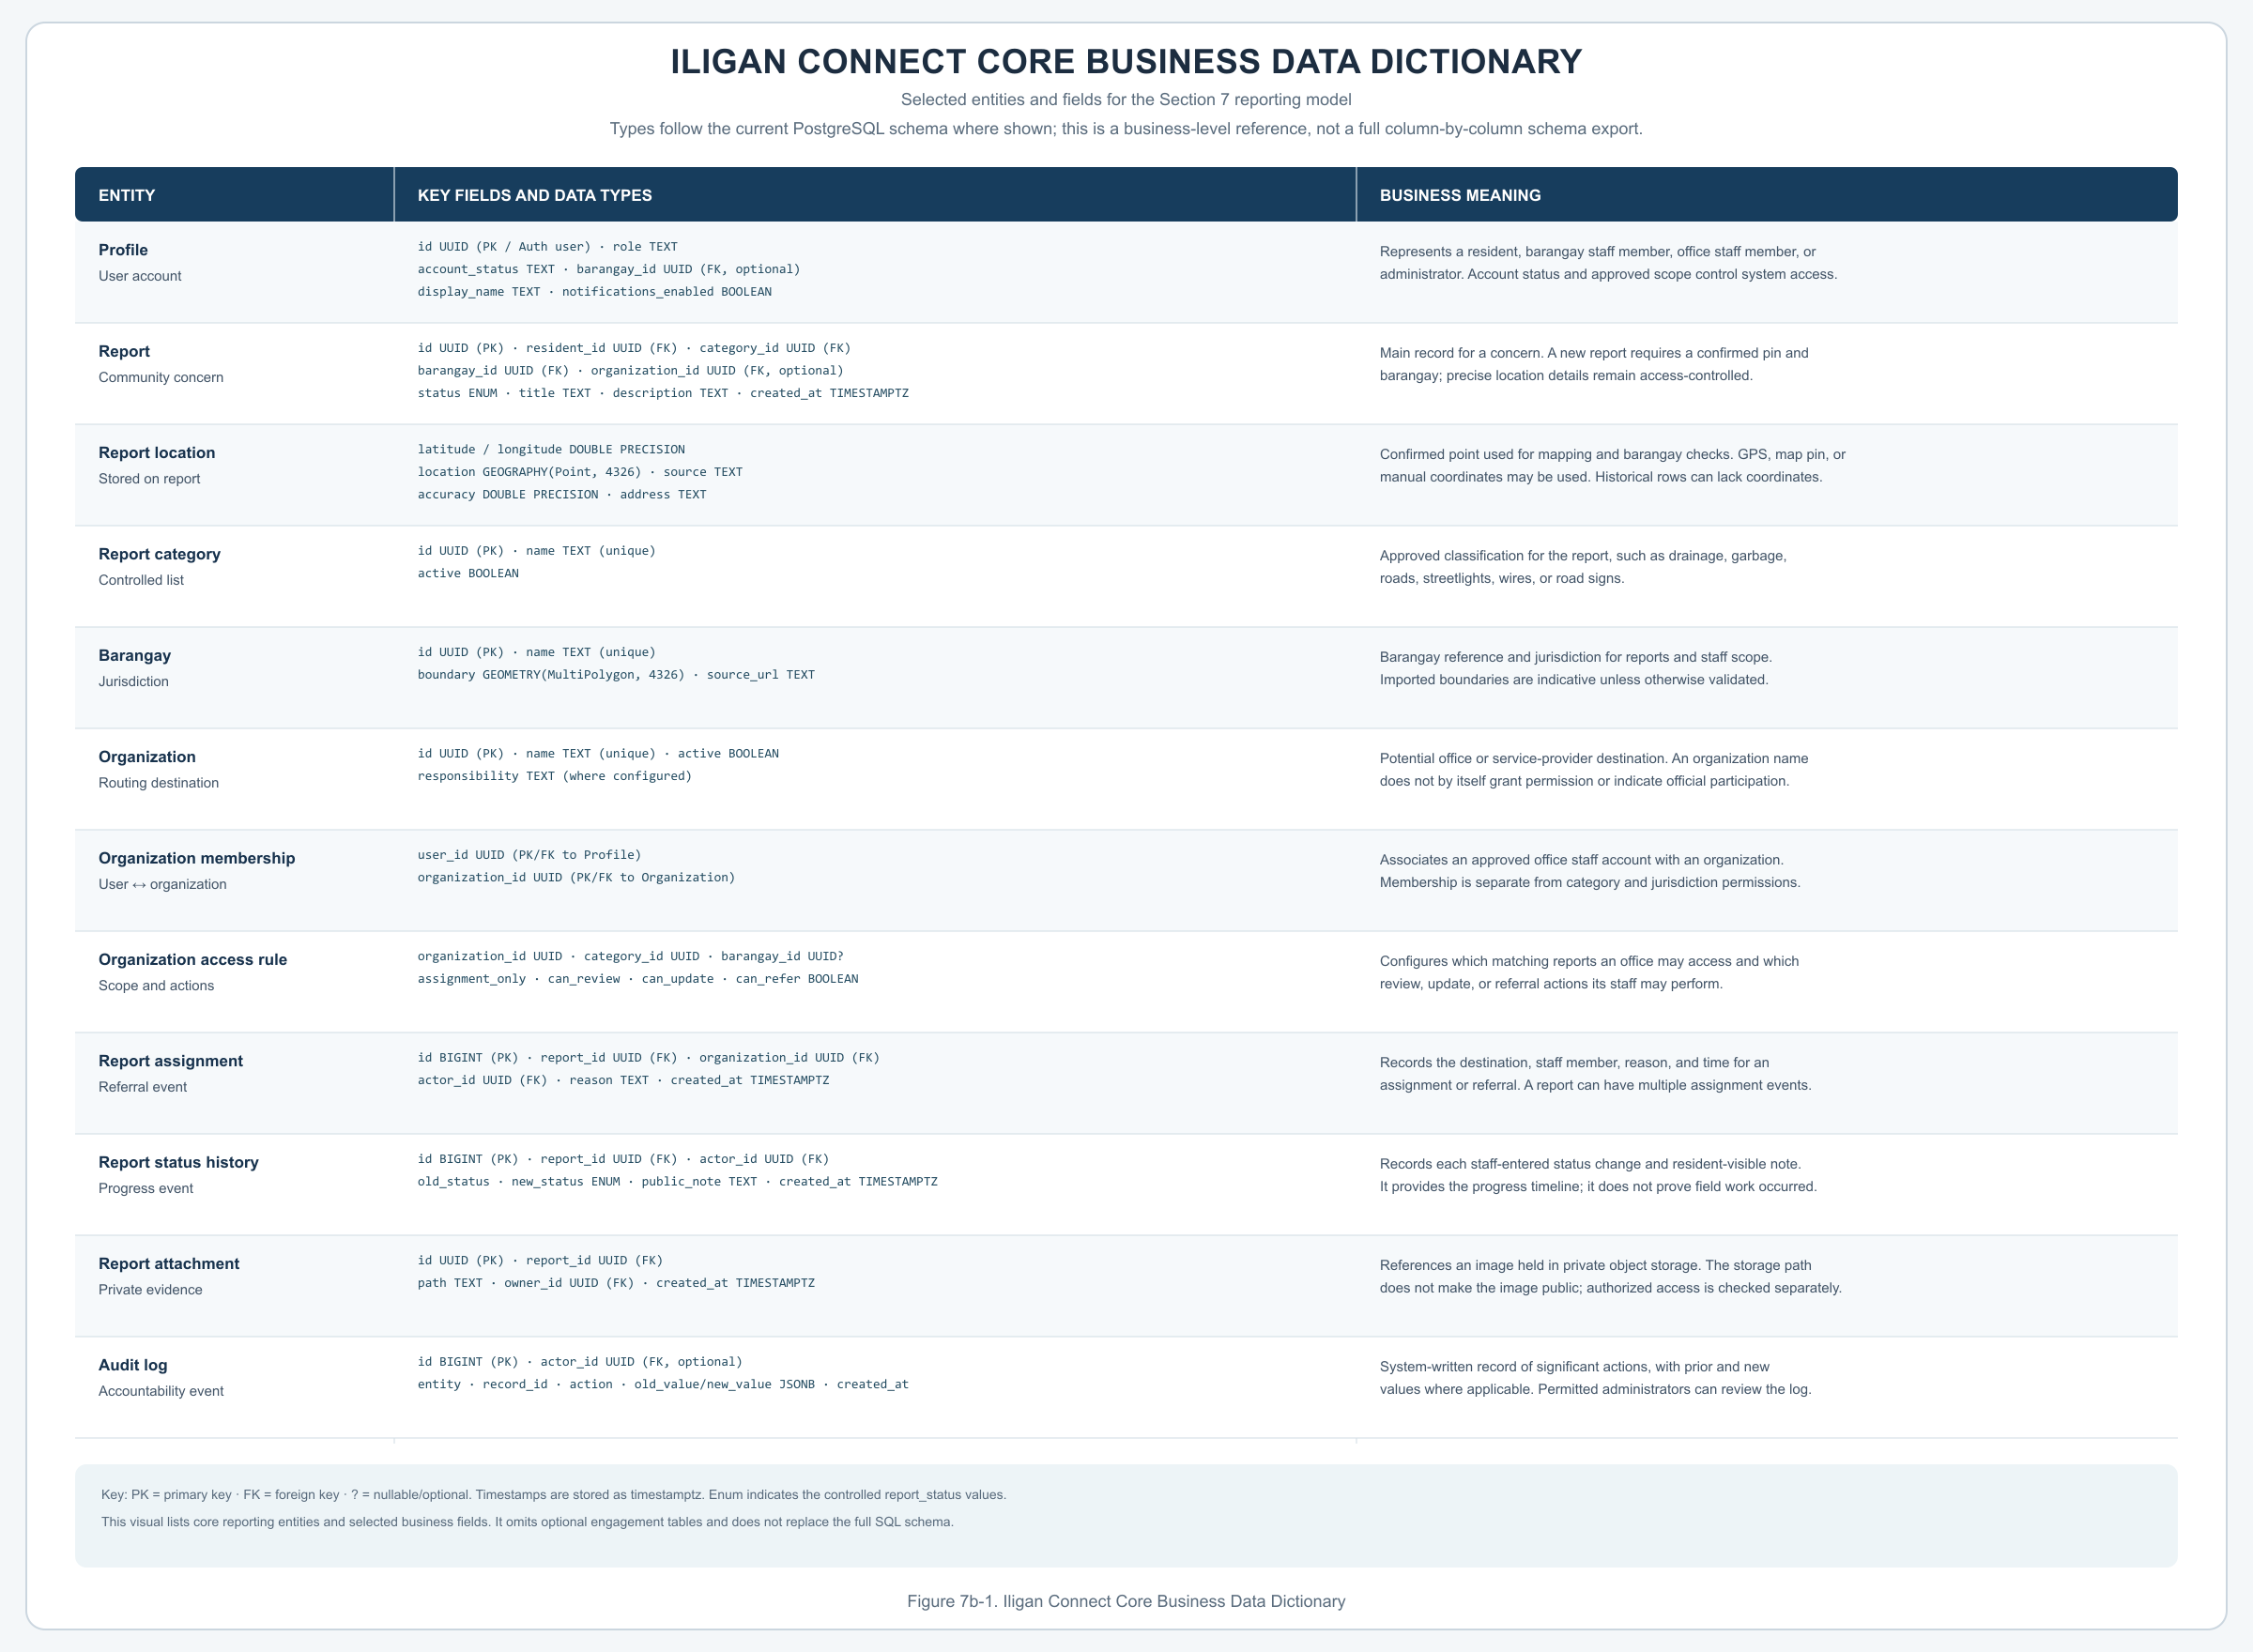 ILIGAN CONNECT CORE BUSINESS DATA DICTIONARY
Selected entities and fields for the Section 7 reporting model
Types follow the current PostgreSQL schema where shown; this is a business-level reference, not a full column-by-column schema export.
ENTITY
KEY FIELDS AND DATA TYPES
BUSINESS MEANING
Profile
User account
id UUID (PK / Auth user) · role TEXT
account_status TEXT · barangay_id UUID (FK, optional)
display_name TEXT · notifications_enabled BOOLEAN
Represents a resident, barangay staff member, office staff member, or
administrator. Account status and approved scope control system access.
Report
Community concern
id UUID (PK) · resident_id UUID (FK) · category_id UUID (FK)
barangay_id UUID (FK) · organization_id UUID (FK, optional)
status ENUM · title TEXT · description TEXT · created_at TIMESTAMPTZ
Main record for a concern. A new report requires a confirmed pin and
barangay; precise location details remain access-controlled.
Report location
Stored on report
latitude / longitude DOUBLE PRECISION
location GEOGRAPHY(Point, 4326) · source TEXT
accuracy DOUBLE PRECISION · address TEXT
Confirmed point used for mapping and barangay checks. GPS, map pin, or
manual coordinates may be used. Historical rows can lack coordinates.
Report category
Controlled list
id UUID (PK) · name TEXT (unique)
active BOOLEAN
Approved classification for the report, such as drainage, garbage,
roads, streetlights, wires, or road signs.
Barangay
Jurisdiction
id UUID (PK) · name TEXT (unique)
boundary GEOMETRY(MultiPolygon, 4326) · source_url TEXT
Barangay reference and jurisdiction for reports and staff scope.
Imported boundaries are indicative unless otherwise validated.
Organization
Routing destination
id UUID (PK) · name TEXT (unique) · active BOOLEAN
responsibility TEXT (where configured)
Potential office or service-provider destination. An organization name
does not by itself grant permission or indicate official participation.
Organization membership
User ↔ organization
user_id UUID (PK/FK to Profile)
organization_id UUID (PK/FK to Organization)
Associates an approved office staff account with an organization.
Membership is separate from category and jurisdiction permissions.
Organization access rule
Scope and actions
organization_id UUID · category_id UUID · barangay_id UUID?
assignment_only · can_review · can_update · can_refer BOOLEAN
Configures which matching reports an office may access and which
review, update, or referral actions its staff may perform.
Report assignment
Referral event
id BIGINT (PK) · report_id UUID (FK) · organization_id UUID (FK)
actor_id UUID (FK) · reason TEXT · created_at TIMESTAMPTZ
Records the destination, staff member, reason, and time for an
assignment or referral. A report can have multiple assignment events.
Report status history
Progress event
id BIGINT (PK) · report_id UUID (FK) · actor_id UUID (FK)
old_status · new_status ENUM · public_note TEXT · created_at TIMESTAMPTZ
Records each staff-entered status change and resident-visible note.
It provides the progress timeline; it does not prove field work occurred.
Report attachment
Private evidence
id UUID (PK) · report_id UUID (FK)
path TEXT · owner_id UUID (FK) · created_at TIMESTAMPTZ
References an image held in private object storage. The storage path
does not make the image public; authorized access is checked separately.
Audit log
Accountability event
id BIGINT (PK) · actor_id UUID (FK, optional)
entity · record_id · action · old_value/new_value JSONB · created_at
System-written record of significant actions, with prior and new
values where applicable. Permitted administrators can review the log.
Key: PK = primary key · FK = foreign key · ? = nullable/optional. Timestamps are stored as timestamptz. Enum indicates the controlled report_status values.
This visual lists core reporting entities and selected business fields. It omits optional engagement tables and does not replace the full SQL schema.
Figure 7b-1. Iligan Connect Core Business Data Dictionary